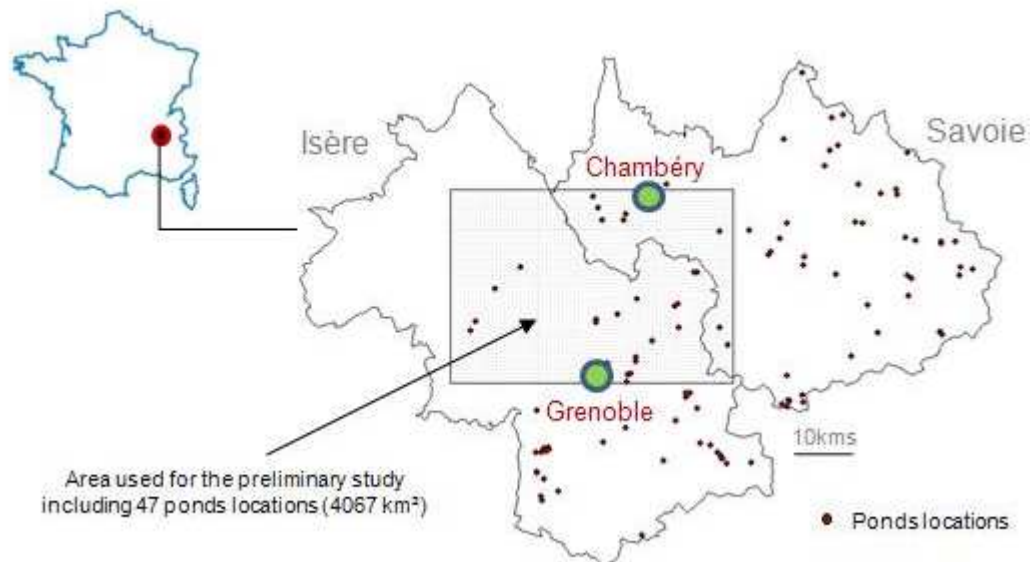 Isère
Savoie
Chambéry
Grenoble
10kms
Area used for the preliminary study
including 47 ponds locations (4067 km²)
Ponds locations